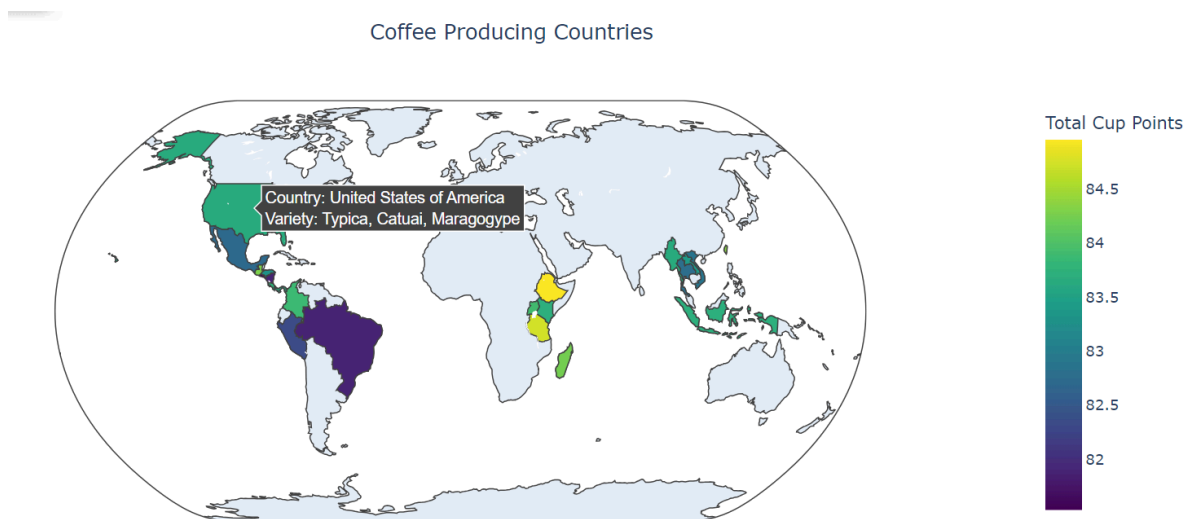 Coffee Producing Countries
Total Cup Points
Country: United States of America
Variety: Typica, Catuai, Maragogype
84.5
84
83.5
83
82.5
82